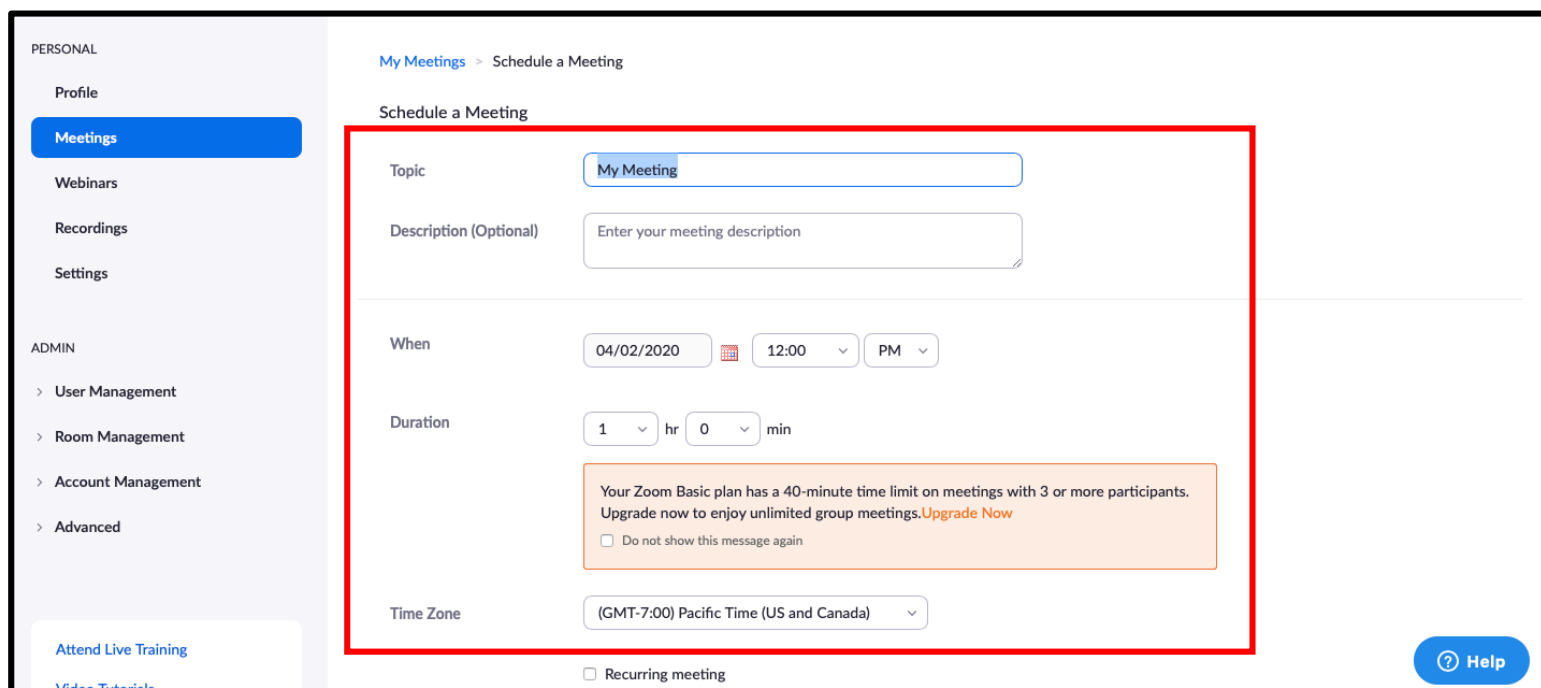 PERSONAL
Profile
Meetings
Webinars
Recordings
Settings
ADMIN
User Management
Room Management
Account Management
Advanced
Attend Live Training
Video Tutorials
My Meetings > Schedule a Meeting
Schedule a Meeting
Topic My Meeting
Description (Optional) Enter your meeting description
When 04/02/2020 12:00 PM
Duration 1 hr 0 min
Your Zoom Basic plan has a 40-minute time limit on meetings with 3 or more participants.
Upgrade now to enjoy unlimited group meetings.Upgrade Now
Do not show this message again
Time Zone (GMT-7:00) Pacific Time (US and Canada)
Recurring meeting
Help